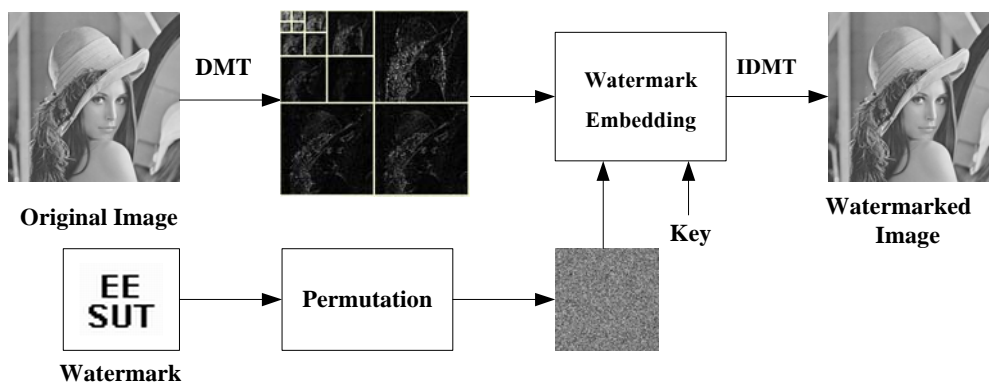 DMT
Watermark
Embedding
IDMT
Original Image
Key
Watermarked
Image
EE
SUT
Permutation
Watermark